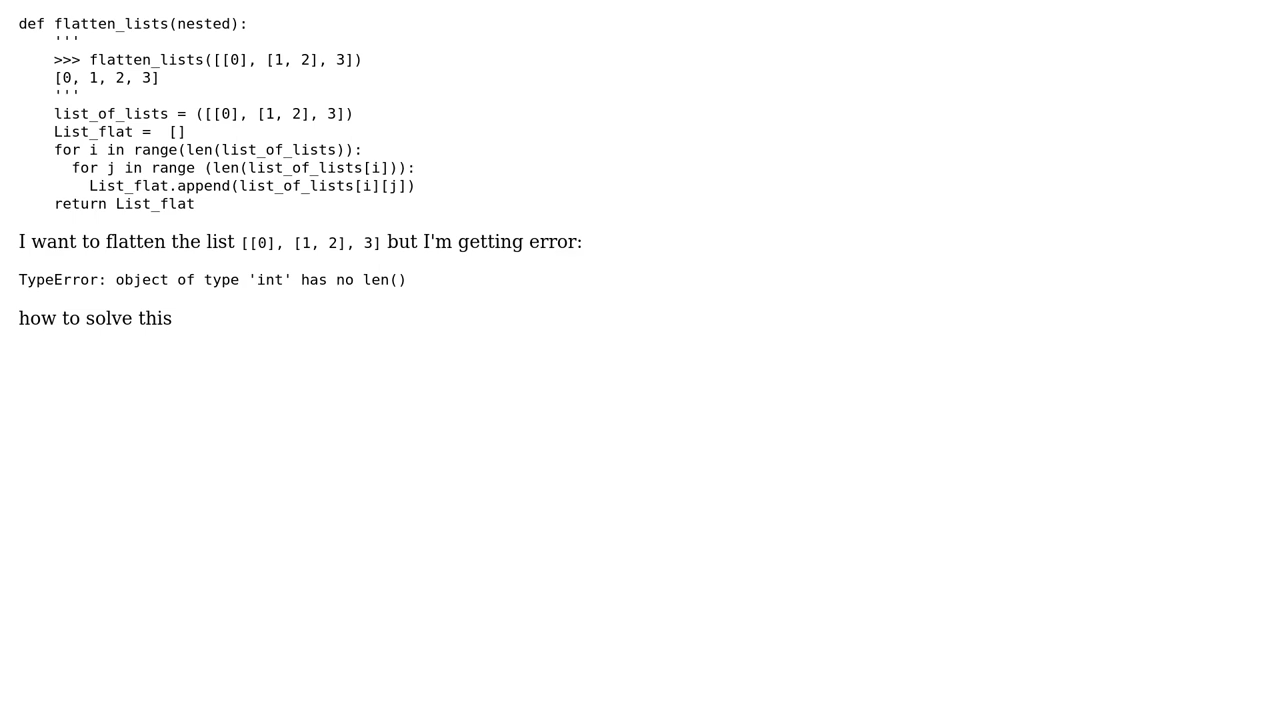 def flatten_lists(nested):
    '''
    >>> flatten_lists([[0], [1, 2], 3])
    [0, 1, 2, 3]
    '''
    list_of_lists = ([[0], [1, 2], 3])
    List_flat =  []
    for i in range(len(list_of_lists)):
      for j in range (len(list_of_lists[i])):
        List_flat.append(list_of_lists[i][j])
    return List_flat
I want to flatten the list [[0], [1, 2], 3] but I'm getting error:
TypeError: object of type 'int' has no len()
how to solve this